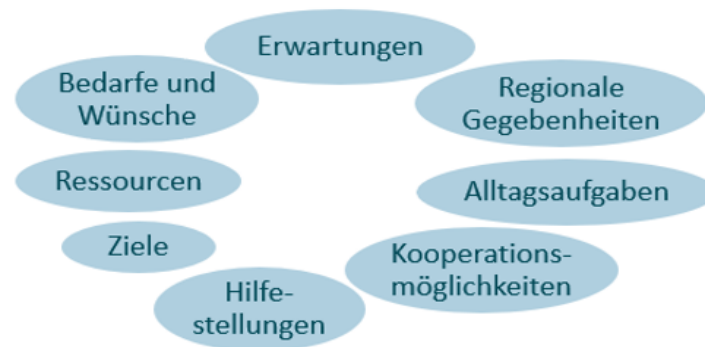 Erwartungen
Bedarfe und
Wünsche
Regionale
Gegebenheiten
Ressourcen
Alltagsaufgaben
Ziele
Kooperations-
möglichkeiten
Hilfe-
stellungen